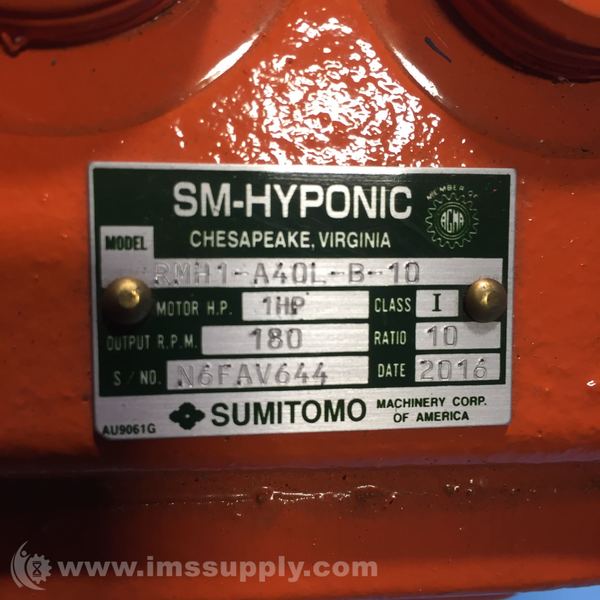 SM-HYPONIC
MEMBER OF
AGMA
CHESAPEAKE, VIRGINIA
MODEL RMH1-A40L-B-10
MOTOR H.P. 1HP CLASS I
OUTPUT R.P.M. 180 RATIO 10
S/NO. N6FAV644 DATE 2016
SUMITOMO MACHINERY CORP.
OF AMERICA
AU9061G
www.imssupply.com